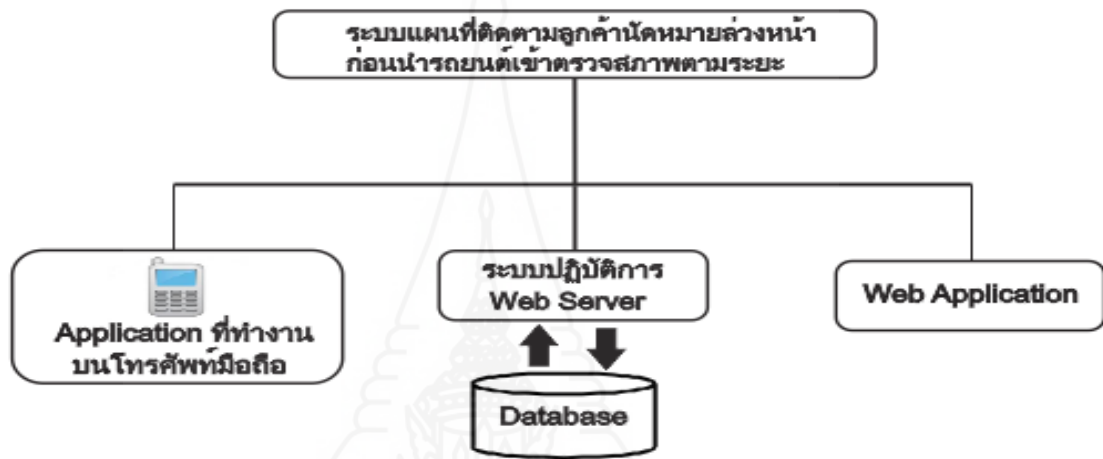 ระบบแผนที่ติดตามลูกค้านัดหมายล่วงหน้า
ก่อนนำรถยนต์เข้าตรวจสภาพตามระยะ
Application ที่ทำงาน
บนโทรศัพท์มือถือ
ระบบปฏิบัติการ
Web Server
Web Application
Database